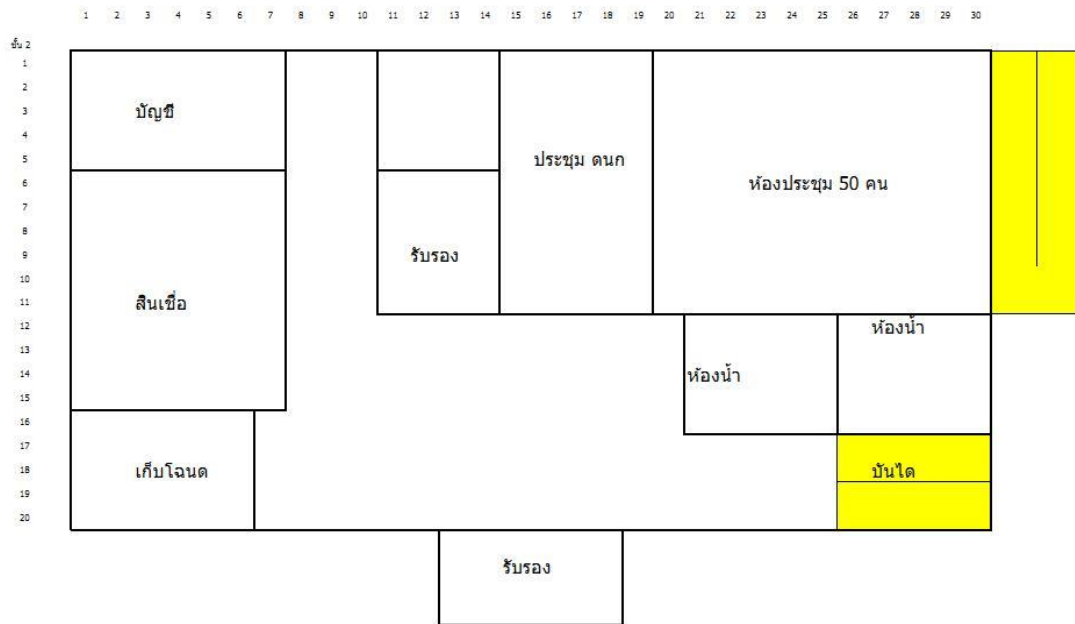 1 2 3 4 5 6 7 8 9 10 11 12 13 14 15 16 17 18 19 20 21 22 23 24 25 26 27 28 29 30
ชั้น 2
1
2
3 บัญชี
4
5 ประชุม ดนก
6 ห้องประชุม 50 คน
7
8
9 รับรอง
10
11 สินเชื่อ
12 ห้องน้ำ
13
14 ห้องน้ำ
15
16
17
18 เก็บโฉนด บันได
19
20
รับรอง